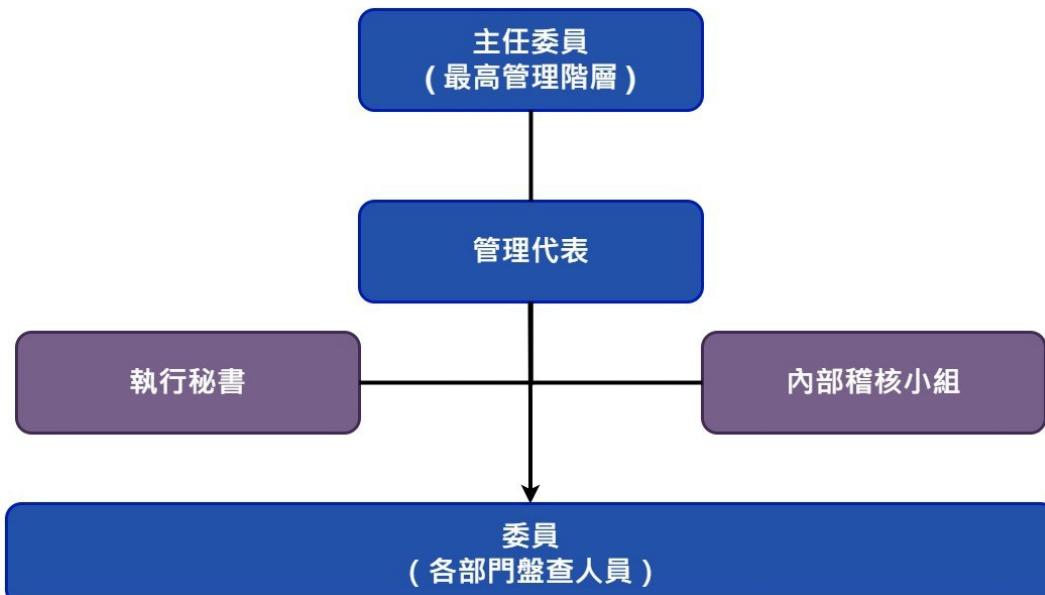 主任委員
( 最高管理階層 )
管理代表
執行秘書
內部稽核小組
委員
( 各部門盤查人員 )